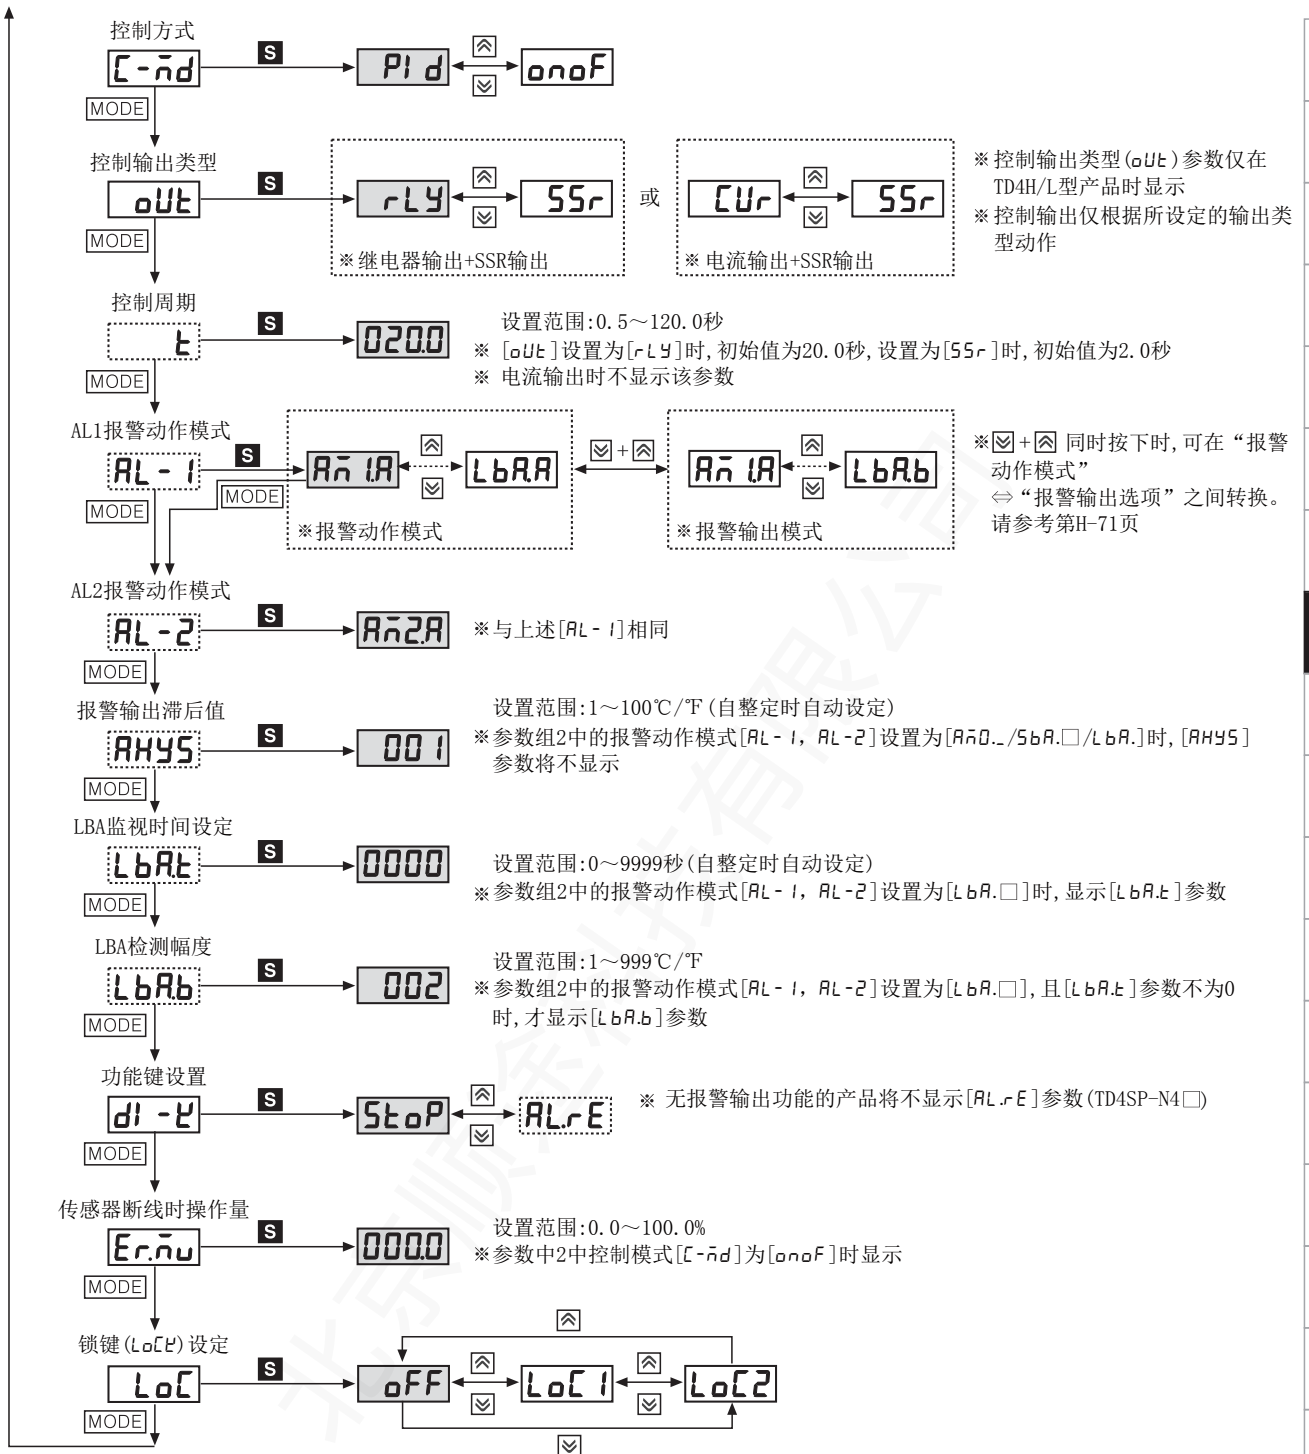 控制方式
C-md
S
PId
onoF
MODE
控制输出类型
oUt
S
rLY
SSr
或
CUr
SSr
※控制输出类型(oUt)参数仅在
TD4H/L型产品时显示
※控制输出仅根据所设定的输出类
型动作
MODE
※继电器输出+SSR输出
※电流输出+SSR输出
控制周期
t
S
020.0
设置范围:0.5～120.0秒
※ [oUt]设置为[rLY]时,初始值为20.0秒,设置为[SSr]时,初始值为2.0秒
※ 电流输出时不显示该参数
MODE
AL1报警动作模式
AL-1
S
MODE
Am1.A
LbA.A
+
Am1.A
LbA.b
※报警动作模式
※报警输出模式
※ + 同时按下时,可在“报警
动作模式”
⇔“报警输出选项”之间转换。
请参考第H-71页
MODE
AL2报警动作模式
AL-2
S
Am2.A
※与上述[AL-1]相同
MODE
报警输出滞后值
AHYS
S
001
设置范围:1～100℃/℉(自整定时自动设定)
※参数组2中的报警动作模式[AL-1, AL-2]设置为[Am0._/SbA.□/LbA.]时,[AHYS]
参数将不显示
MODE
LBA监视时间设定
LbA.t
S
0000
设置范围:0～9999秒(自整定时自动设定)
※参数组2中的报警动作模式[AL-1, AL-2]设置为[LbA.□]时,显示[LbA.t]参数
MODE
LBA检测幅度
LbA.b
S
002
设置范围:1～999℃/℉
※参数组2中的报警动作模式[AL-1, AL-2]设置为[LbA.□],且[LbA.t]参数不为0
时,才显示[LbA.b]参数
MODE
功能键设置
dI-K
S
StoP
AL.rE
※ 无报警输出功能的产品将不显示[AL.rE]参数(TD4SP-N4□)
MODE
传感器断线时操作量
Er.mu
S
000.0
设置范围:0.0～100.0%
※参数中2中控制模式[C-md]为[onoF]时显示
MODE
锁键(LoCK)设定
LoC
S
oFF
LoC1
LoC2
MODE
北京顺金科技有限公司